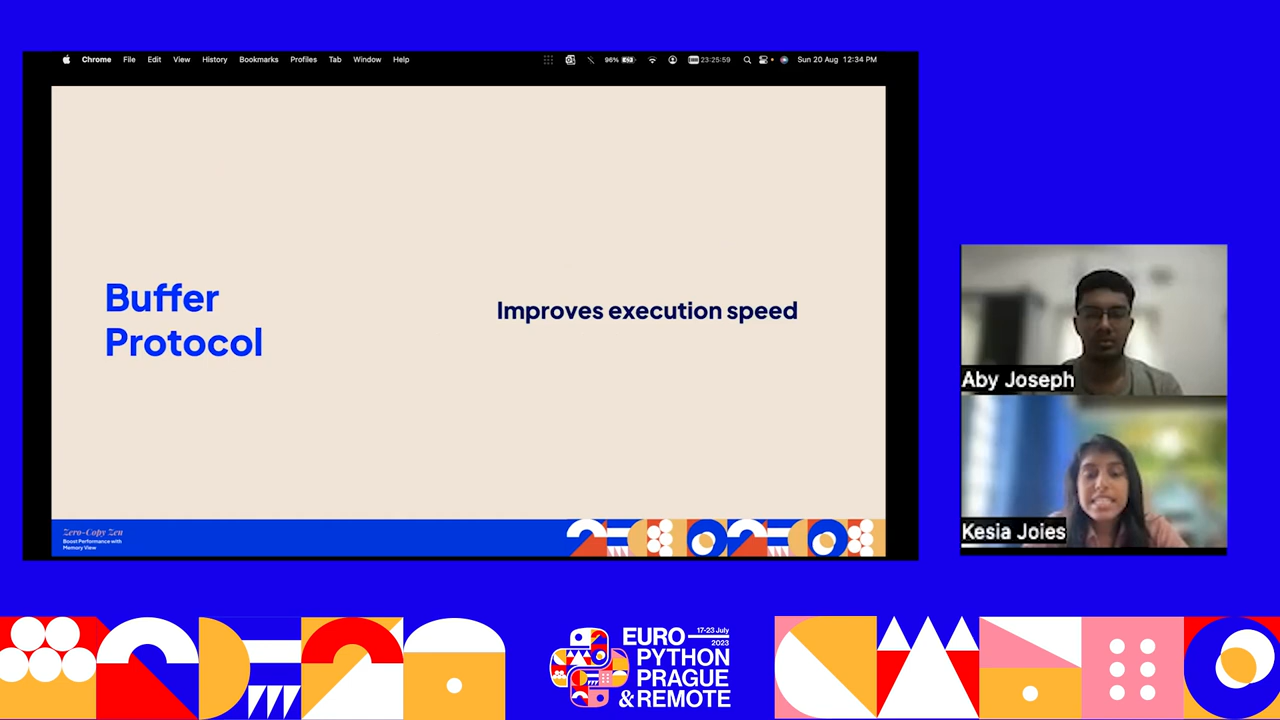 Chrome File Edit View History Bookmarks Profiles Tab Window Help 96% 23:25:59 Sun 20 Aug 12:34 PM
Buffer
Protocol
Improves execution speed
Zero-Copy Zen
Boost Performance with
Memory View
Aby Joseph
Kesia Joies
EURO 17-23 July
2023
PYTHON
PRAGUE
& REMOTE